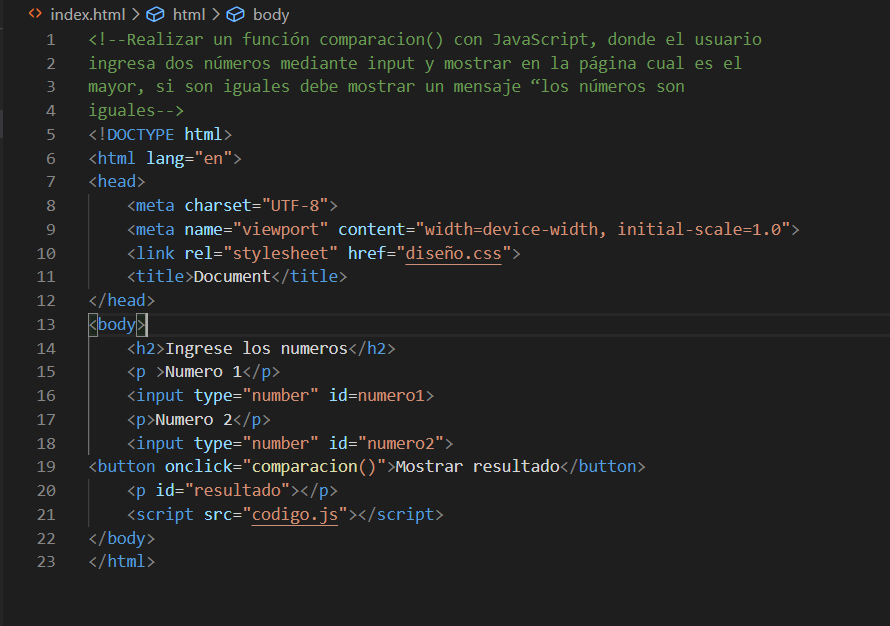 index.html > html > body
1 <!--Realizar un función comparacion() con JavaScript, donde el usuario
2 ingresa dos números mediante input y mostrar en la página cual es el
3 mayor, si son iguales debe mostrar un mensaje “los números son
4 iguales-->
5 <!DOCTYPE html>
6 <html lang="en">
7 <head>
8     <meta charset="UTF-8">
9     <meta name="viewport" content="width=device-width, initial-scale=1.0">
10     <link rel="stylesheet" href="diseño.css">
11     <title>Document</title>
12 </head>
13 <body>
14     <h2>Ingrese los numeros</h2>
15     <p >Numero 1</p>
16     <input type="number" id=numero1>
17     <p>Numero 2</p>
18     <input type="number" id="numero2">
19 <button onclick="comparacion()">Mostrar resultado</button>
20     <p id="resultado"></p>
21     <script src="codigo.js"></script>
22 </body>
23 </html>